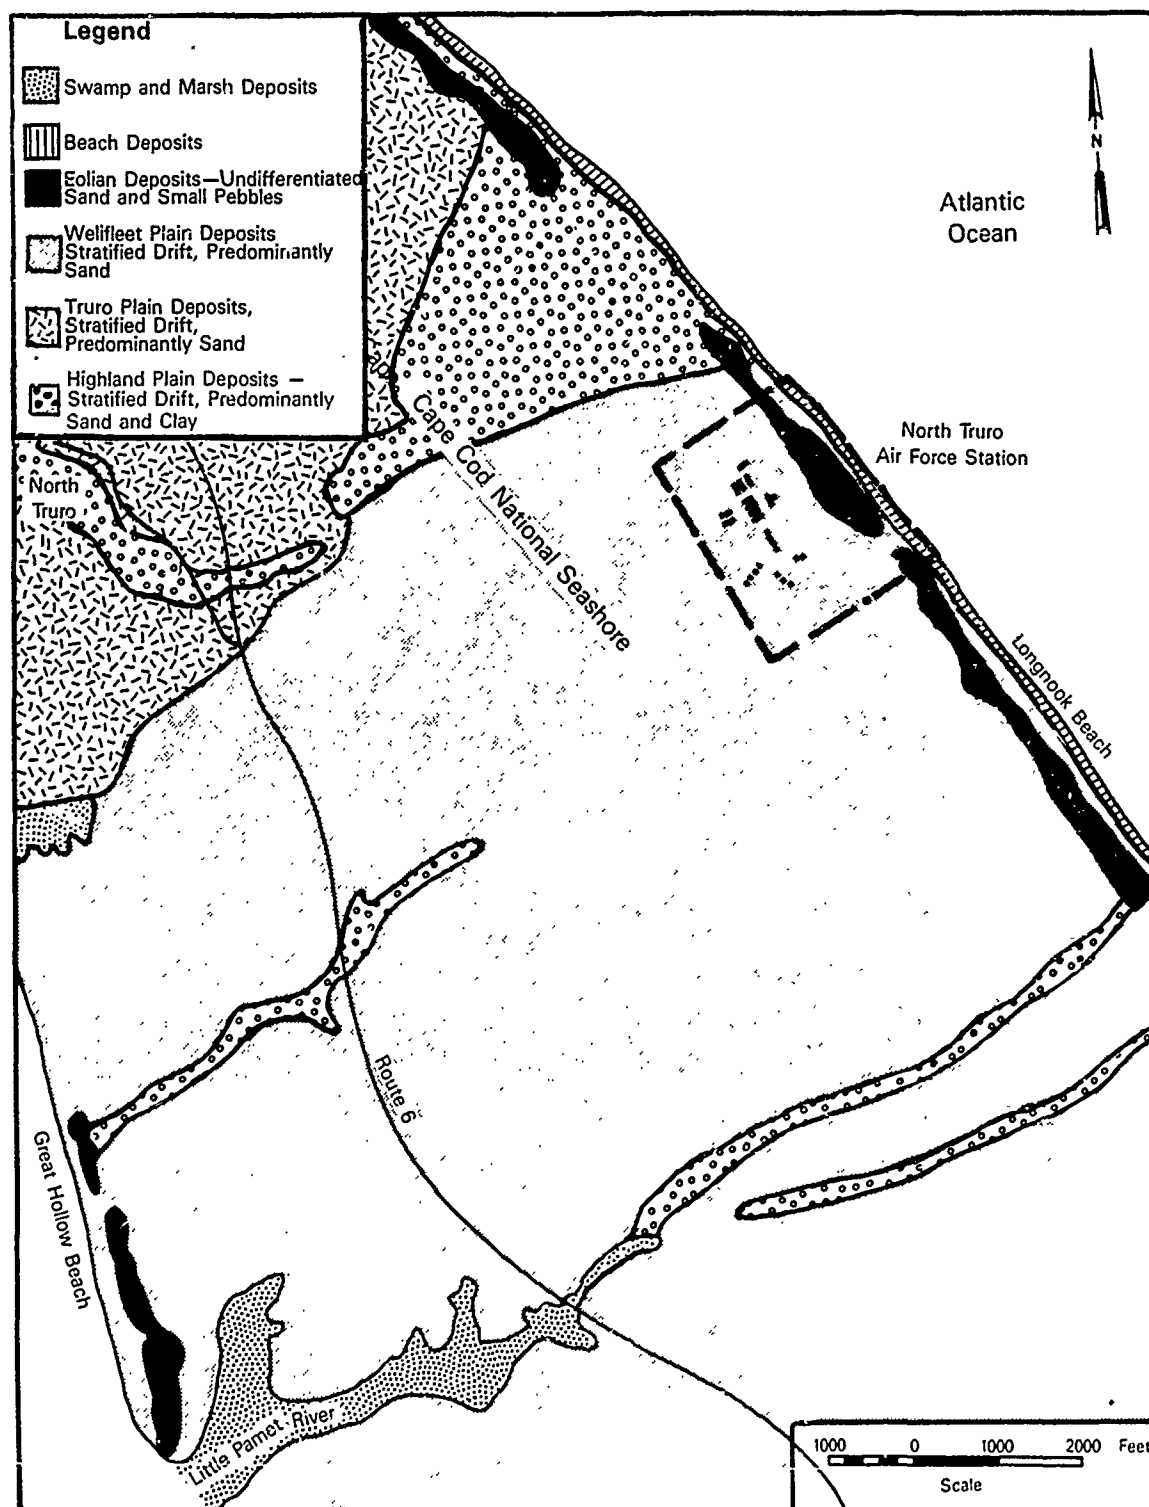 Legend
Swamp and Marsh Deposits
Beach Deposits
Eolian Deposits—Undifferentiated
Sand and Small Pebbles
Wellfleet Plain Deposits
Stratified Drift, Predominantly
Sand
Truro Plain Deposits,
Stratified Drift,
Predominantly Sand
Highland Plain Deposits —
Stratified Drift, Predominantly
Sand and Clay
N
Atlantic
Ocean
Cape Cod National Seashore
North Truro
Air Force Station
North
Truro
Longnook Beach
Route 6
Great Hollow Beach
Little Pamet River
1000 0 1000 2000 Feet
Scale